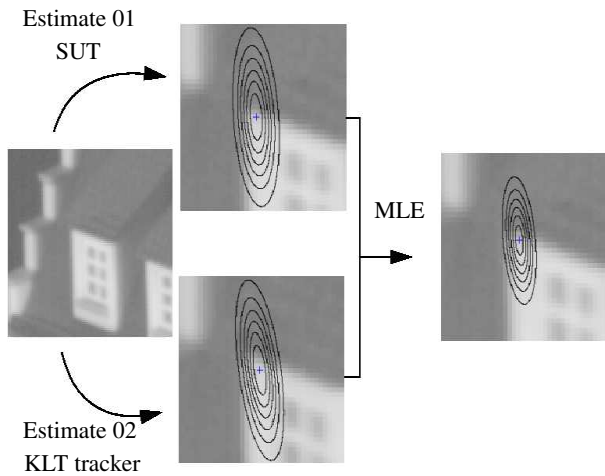 Estimate 01
SUT
MLE
Estimate 02
KLT tracker